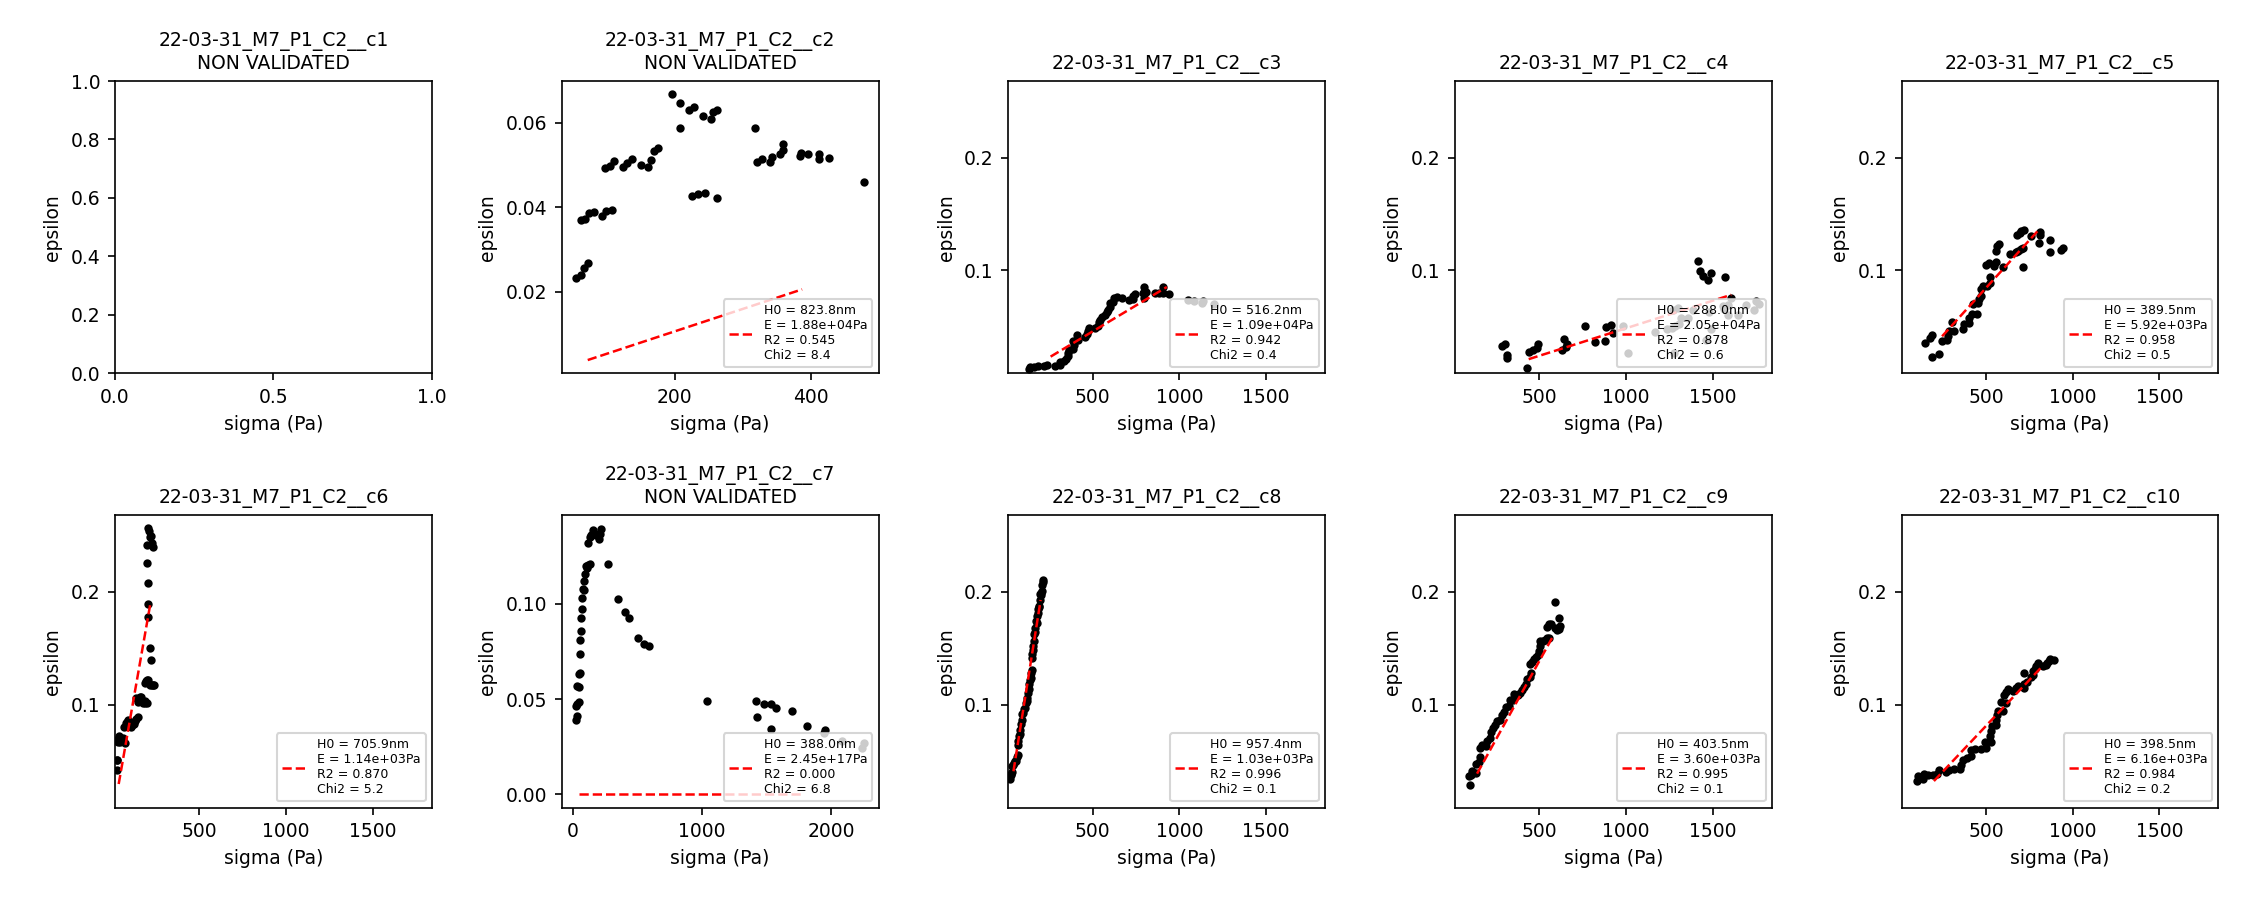 22-03-31_M7_P1_C2__c1
NON VALIDATED
1.0
0.8
0.6
0.4
0.2
0.0
epsilon
0.0
0.5
1.0
sigma (Pa)
22-03-31_M7_P1_C2__c2
NON VALIDATED
0.06
0.04
0.02
epsilon
200
400
sigma (Pa)
H0 = 823.8nm
E = 1.88e+04Pa
R2 = 0.545
Chi2 = 8.4
22-03-31_M7_P1_C2__c3
0.2
0.1
epsilon
500
1000
1500
sigma (Pa)
H0 = 516.2nm
E = 1.09e+04Pa
R2 = 0.942
Chi2 = 0.4
22-03-31_M7_P1_C2__c4
0.2
0.1
epsilon
500
1000
1500
sigma (Pa)
H0 = 288.0nm
E = 2.05e+04Pa
R2 = 0.878
Chi2 = 0.6
22-03-31_M7_P1_C2__c5
0.2
0.1
epsilon
500
1000
1500
sigma (Pa)
H0 = 389.5nm
E = 5.92e+03Pa
R2 = 0.958
Chi2 = 0.5
22-03-31_M7_P1_C2__c6
0.2
0.1
epsilon
500
1000
1500
sigma (Pa)
H0 = 705.9nm
E = 1.14e+03Pa
R2 = 0.870
Chi2 = 5.2
22-03-31_M7_P1_C2__c7
NON VALIDATED
0.10
0.05
0.00
epsilon
0
1000
2000
sigma (Pa)
H0 = 388.0nm
E = 2.45e+17Pa
R2 = 0.000
Chi2 = 6.8
22-03-31_M7_P1_C2__c8
0.2
0.1
epsilon
500
1000
1500
sigma (Pa)
H0 = 957.4nm
E = 1.03e+03Pa
R2 = 0.996
Chi2 = 0.1
22-03-31_M7_P1_C2__c9
0.2
0.1
epsilon
500
1000
1500
sigma (Pa)
H0 = 403.5nm
E = 3.60e+03Pa
R2 = 0.995
Chi2 = 0.1
22-03-31_M7_P1_C2__c10
0.2
0.1
epsilon
500
1000
1500
sigma (Pa)
H0 = 398.5nm
E = 6.16e+03Pa
R2 = 0.984
Chi2 = 0.2